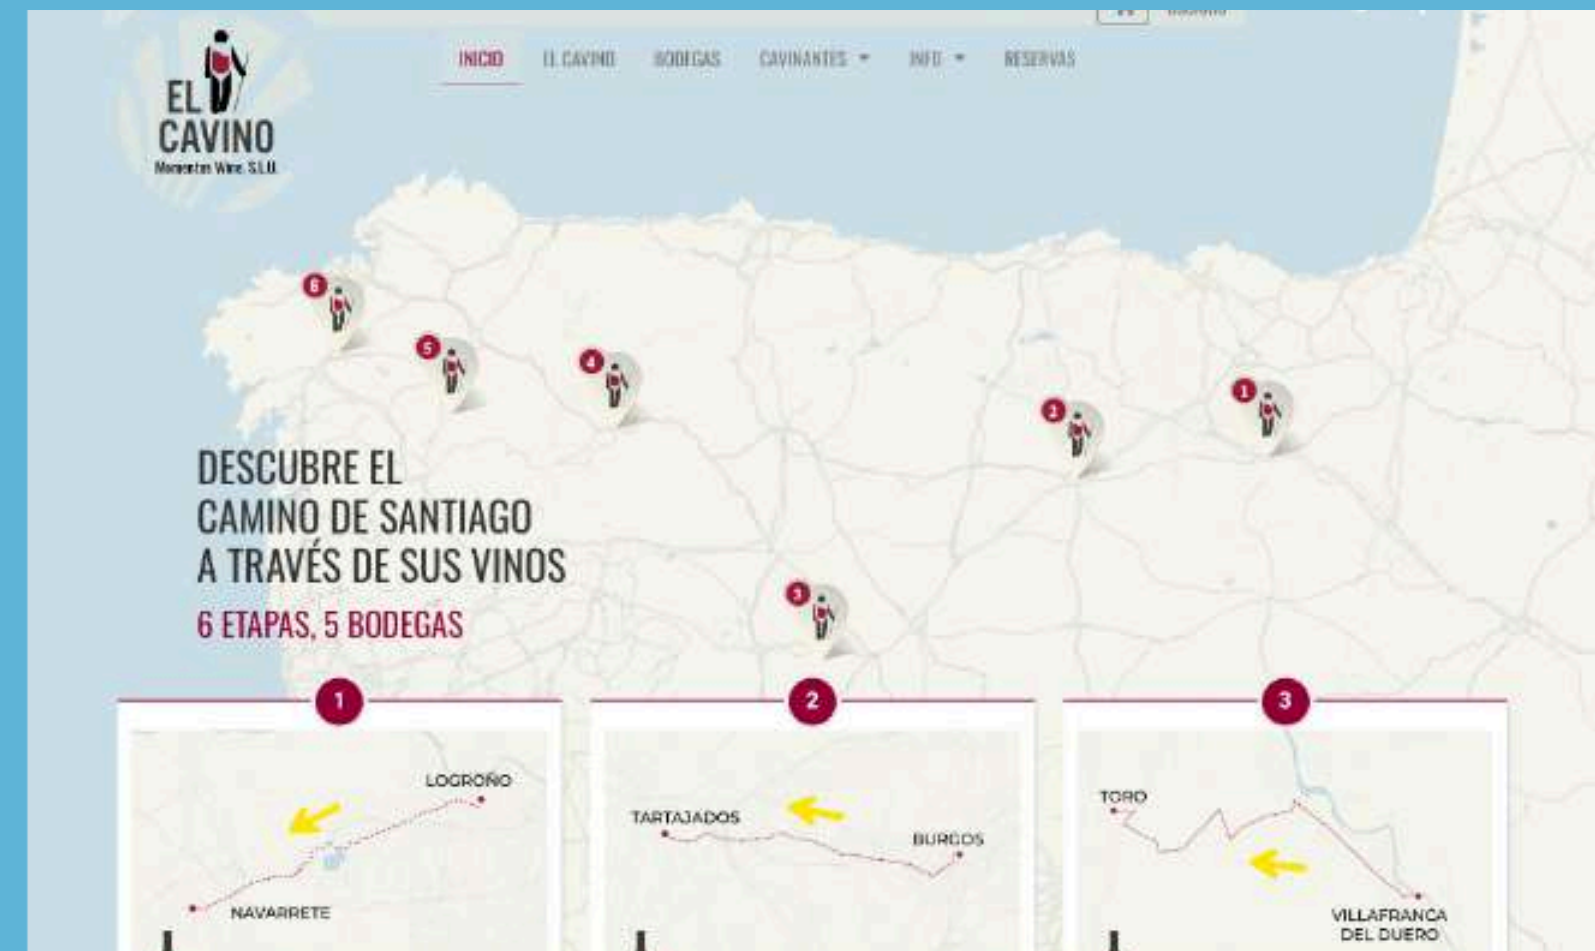 EL
CAVINO
Momentos Wine. S.L.U.
INICIO EL CAVINO BODEGAS CAVINANTES INFO RESERVAS
6
5
4
1
2
DESCUBRE EL
CAMINO DE SANTIAGO
A TRAVÉS DE SUS VINOS
3
6 ETAPAS, 5 BODEGAS
1
2
3
LOGROÑO
NAVARRETE
TARTAJADOS
BURGOS
TORO
VILLAFRANCA
DEL DUERO